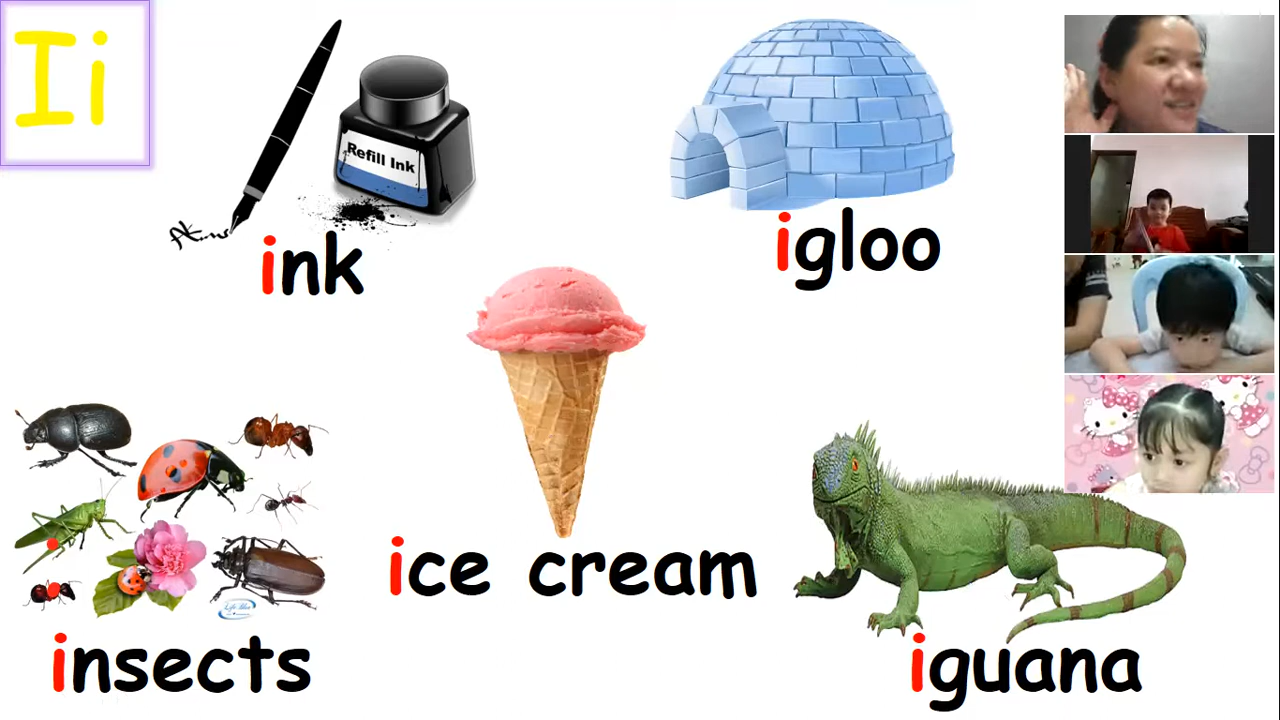 Ii
Refill Ink
ink
igloo
ice cream
insects
iguana